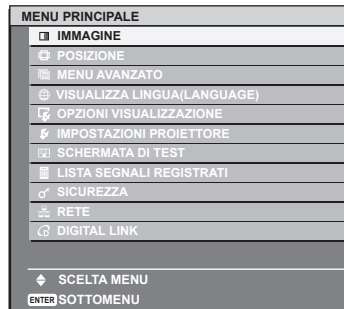 MENU PRINCIPALE
IMMAGINE
POSIZIONE
MENU AVANZATO
VISUALIZZA LINGUA(LANGUAGE)
OPZIONI VISUALIZZAZIONE
IMPOSTAZIONI PROIETTORE
SCHERMATA DI TEST
LISTA SEGNALI REGISTRATI
SICUREZZA
RETE
DIGITAL LINK
SCELTA MENU
ENTER SOTTOMENU